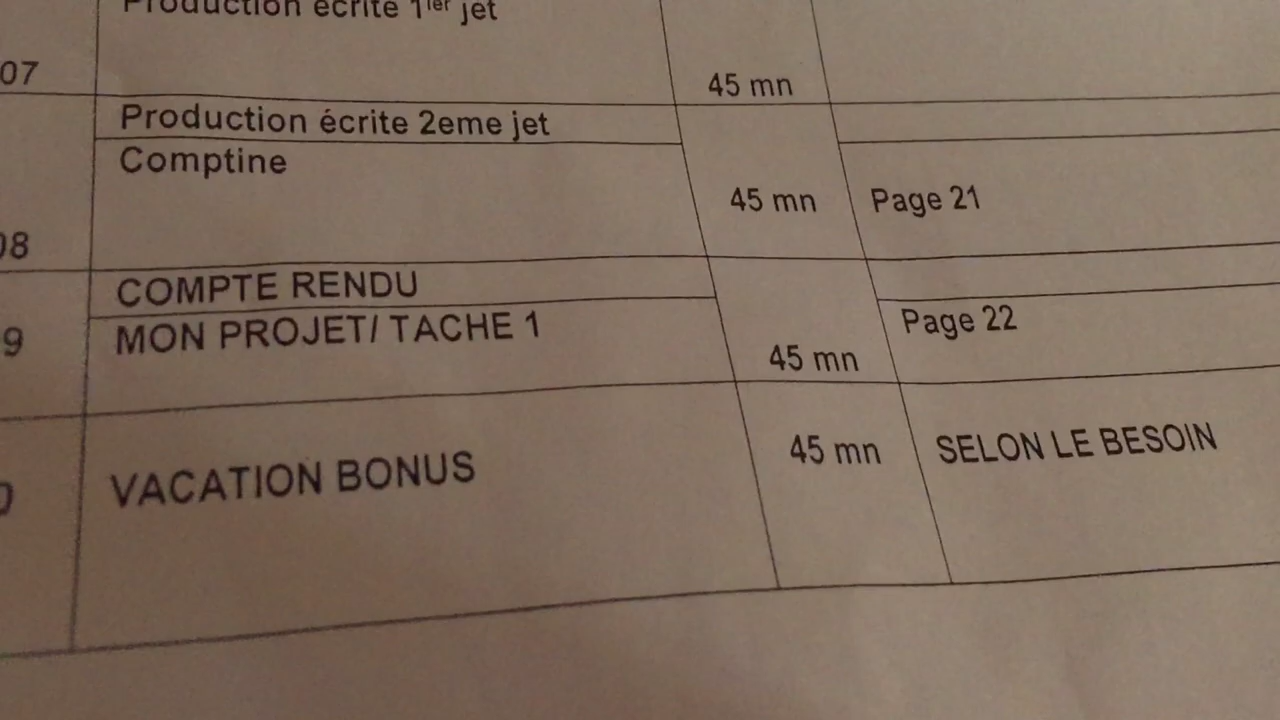 Production écrite 1ier jet
07
45 mn
Production écrite 2eme jet
Comptine
08
45 mn
Page 21
COMPTE RENDU
9
MON PROJET/ TACHE 1
45 mn
Page 22
0
VACATION BONUS
45 mn
SELON LE BESOIN